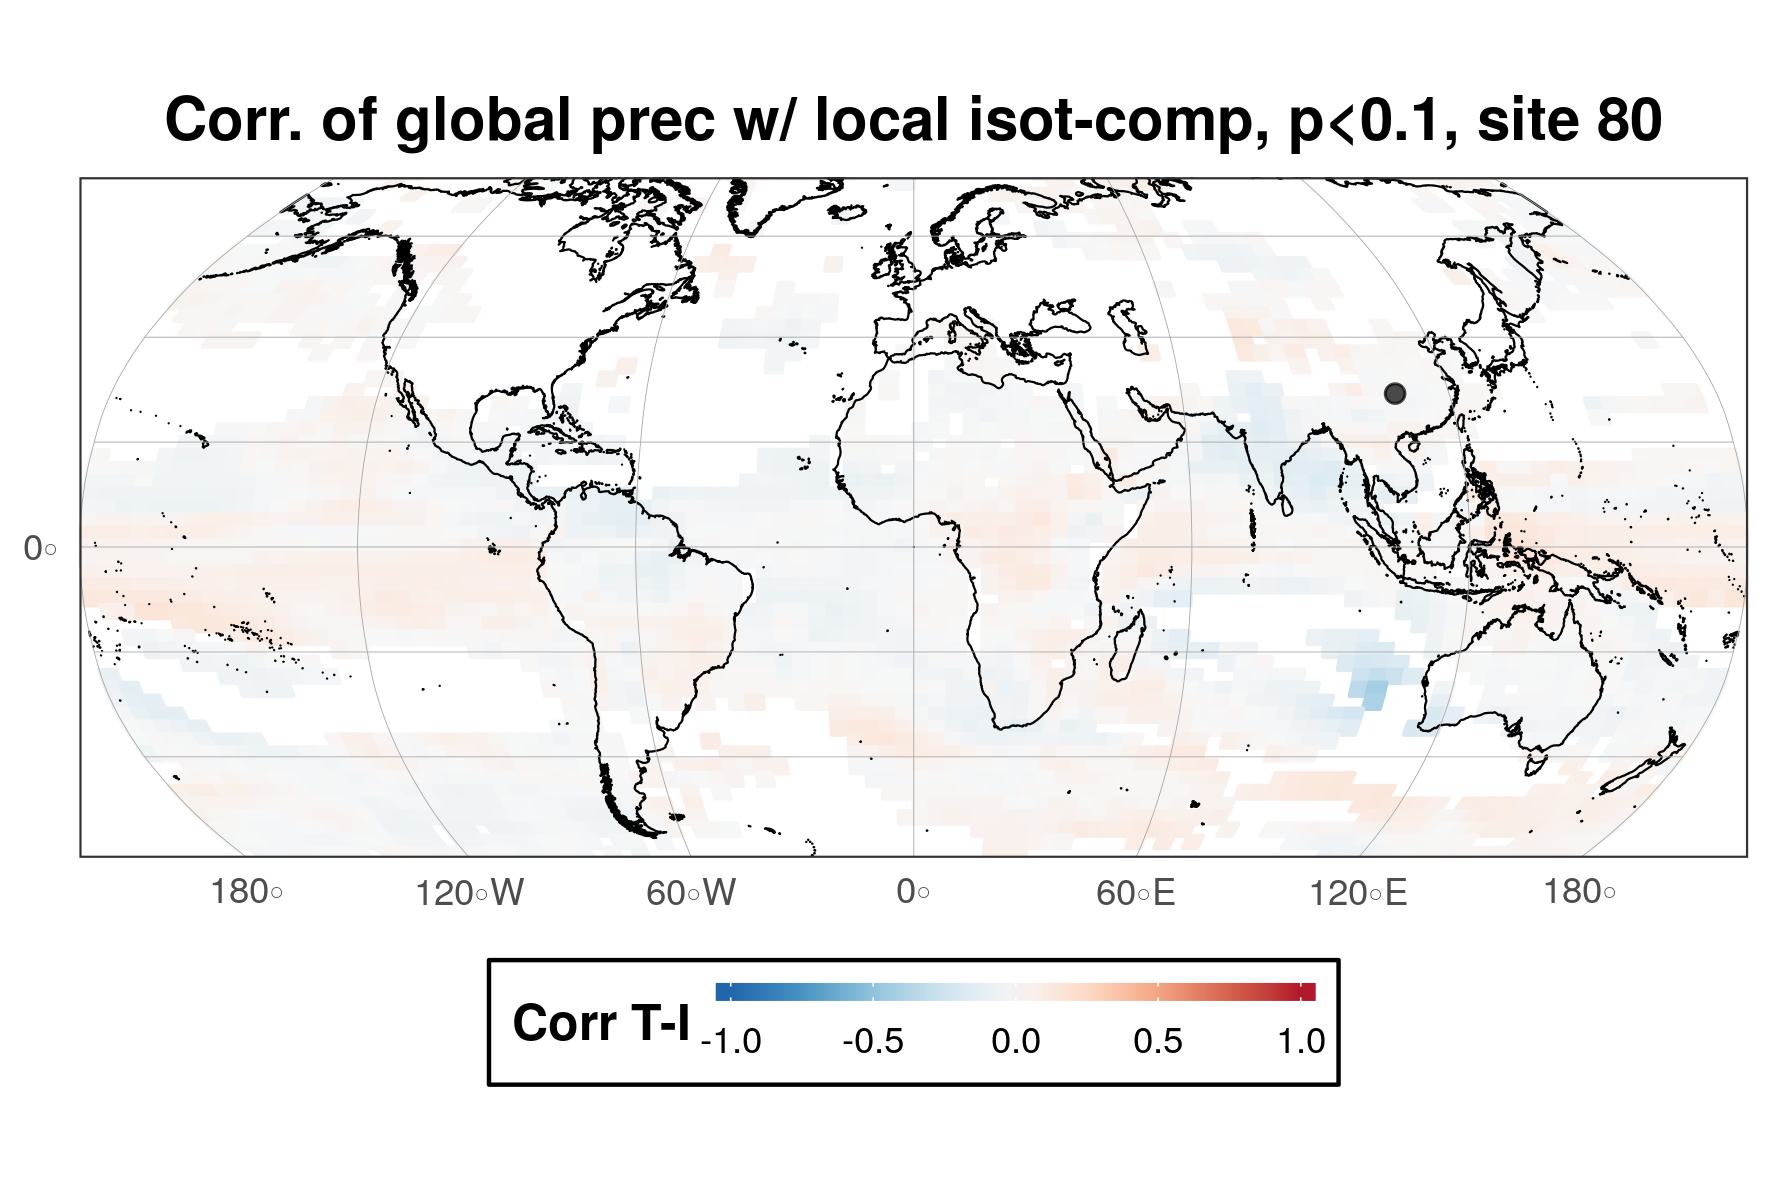 Corr. of global prec w/ local isot-comp, p<0.1, site 80
0°
180° 120°W 60°W 0° 60°E 120°E 180°
Corr T-I
-1.0 -0.5 0.0 0.5 1.0